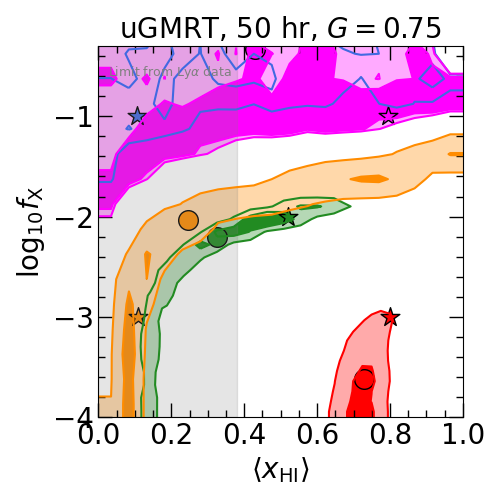 uGMRT, 50 hr, G = 0.75
imit from Lyα data
log₁₀fX
−1
−2
−3
−4
0.0 0.2 0.4 0.6 0.8 1.0
⟨xHI⟩